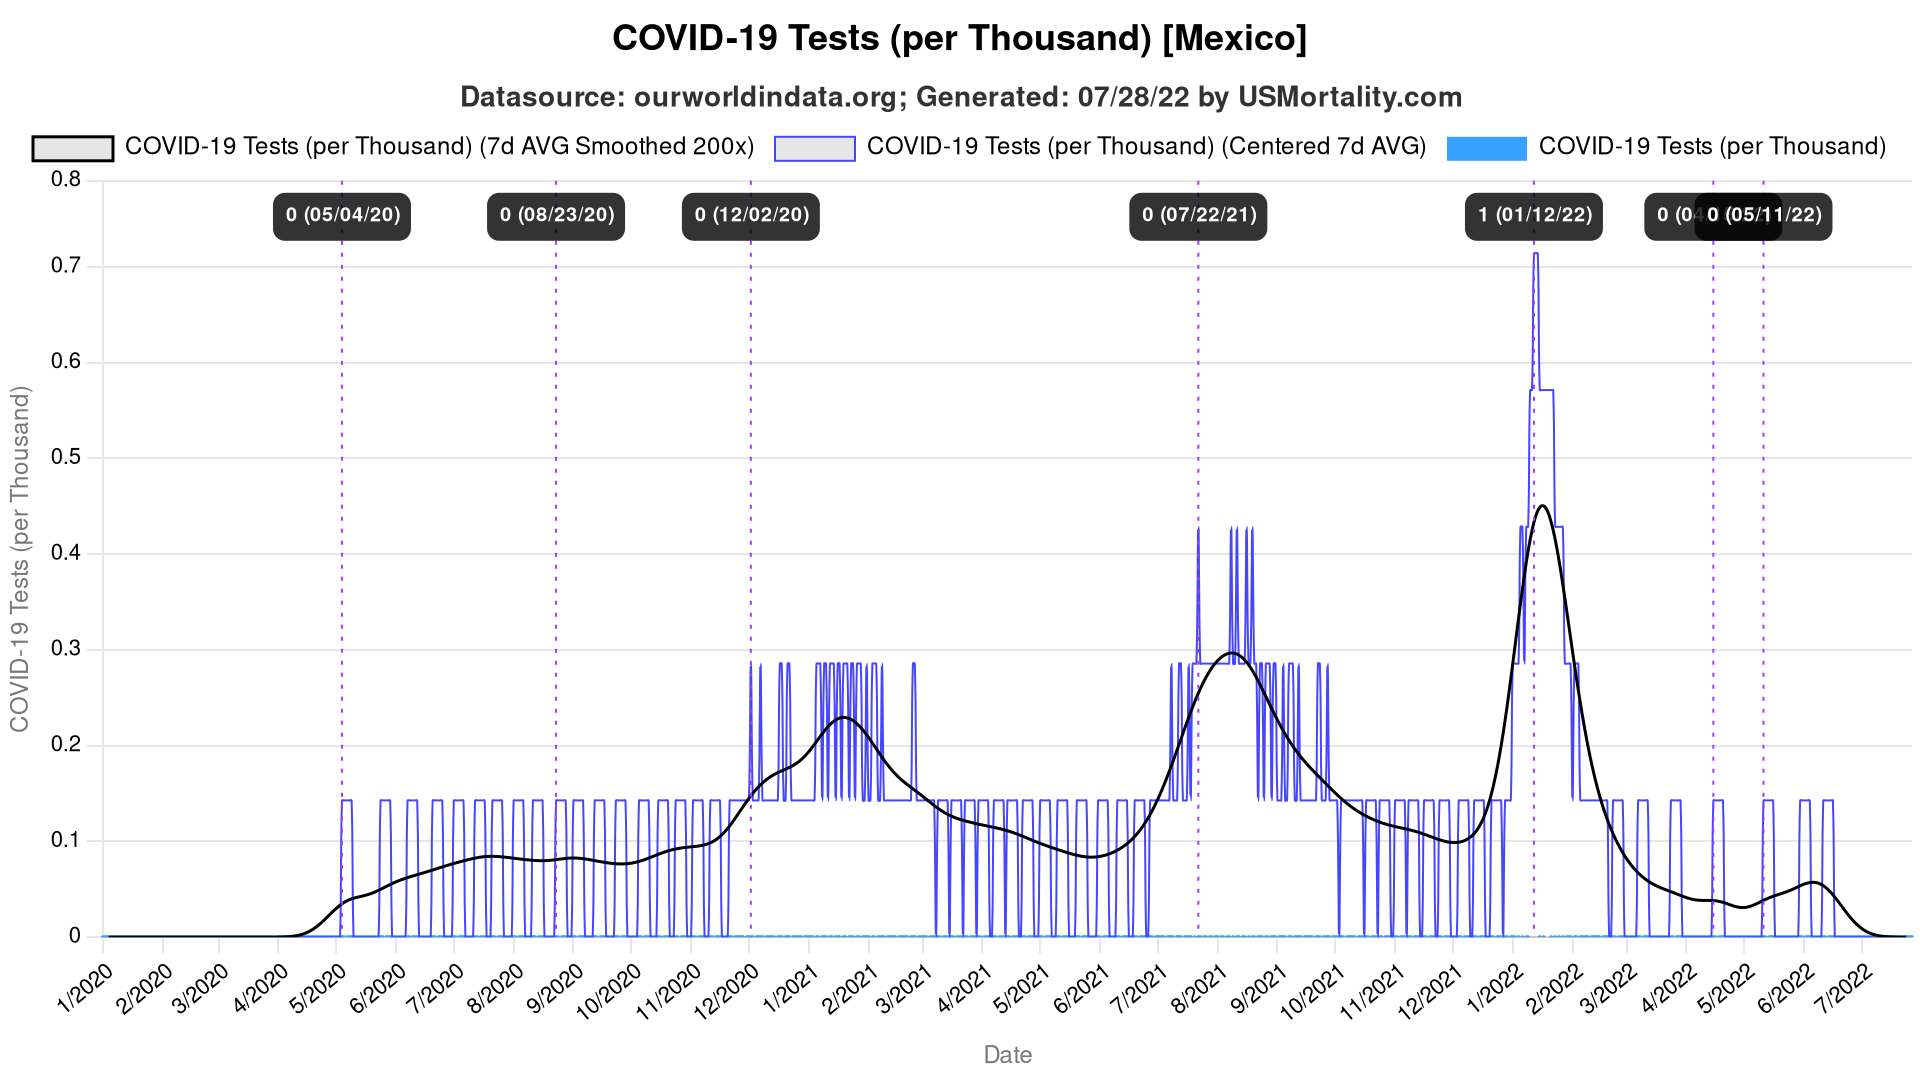 COVID-19 Tests (per Thousand) [Mexico]
Datasource: ourworldindata.org; Generated: 07/28/22 by USMortality.com
COVID-19 Tests (per Thousand) (7d AVG Smoothed 200x) COVID-19 Tests (per Thousand) (Centered 7d AVG) COVID-19 Tests (per Thousand)
0 (05/04/20) 0 (08/23/20) 0 (12/02/20) 0 (07/22/21) 1 (01/12/22) 0 0 (05/11/22)
0.8
0.7
0.6
0.5
0.4
0.3
0.2
0.1
0
COVID-19 Tests (per Thousand)
1/2020 2/2020 3/2020 4/2020 5/2020 6/2020 7/2020 8/2020 9/2020 10/2020 11/2020 12/2020 1/2021 2/2021 3/2021 4/2021 5/2021 6/2021 7/2021 8/2021 9/2021 10/2021 11/2021 12/2021 1/2022 2/2022 3/2022 4/2022 5/2022 6/2022 7/2022
Date